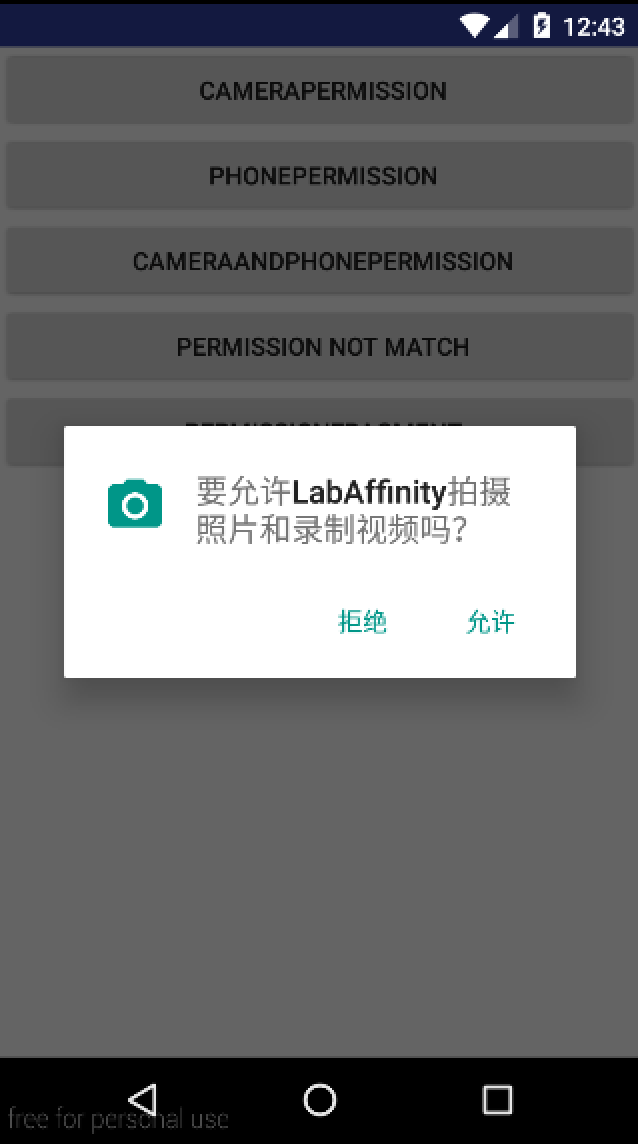 12:43
CAMERAPERMISSION
PHONEPERMISSION
CAMERAANDPHONEPERMISSION
PERMISSION NOT MATCH
要允许LabAffinity拍摄
照片和录制视频吗？
拒绝 允许
free for personal use